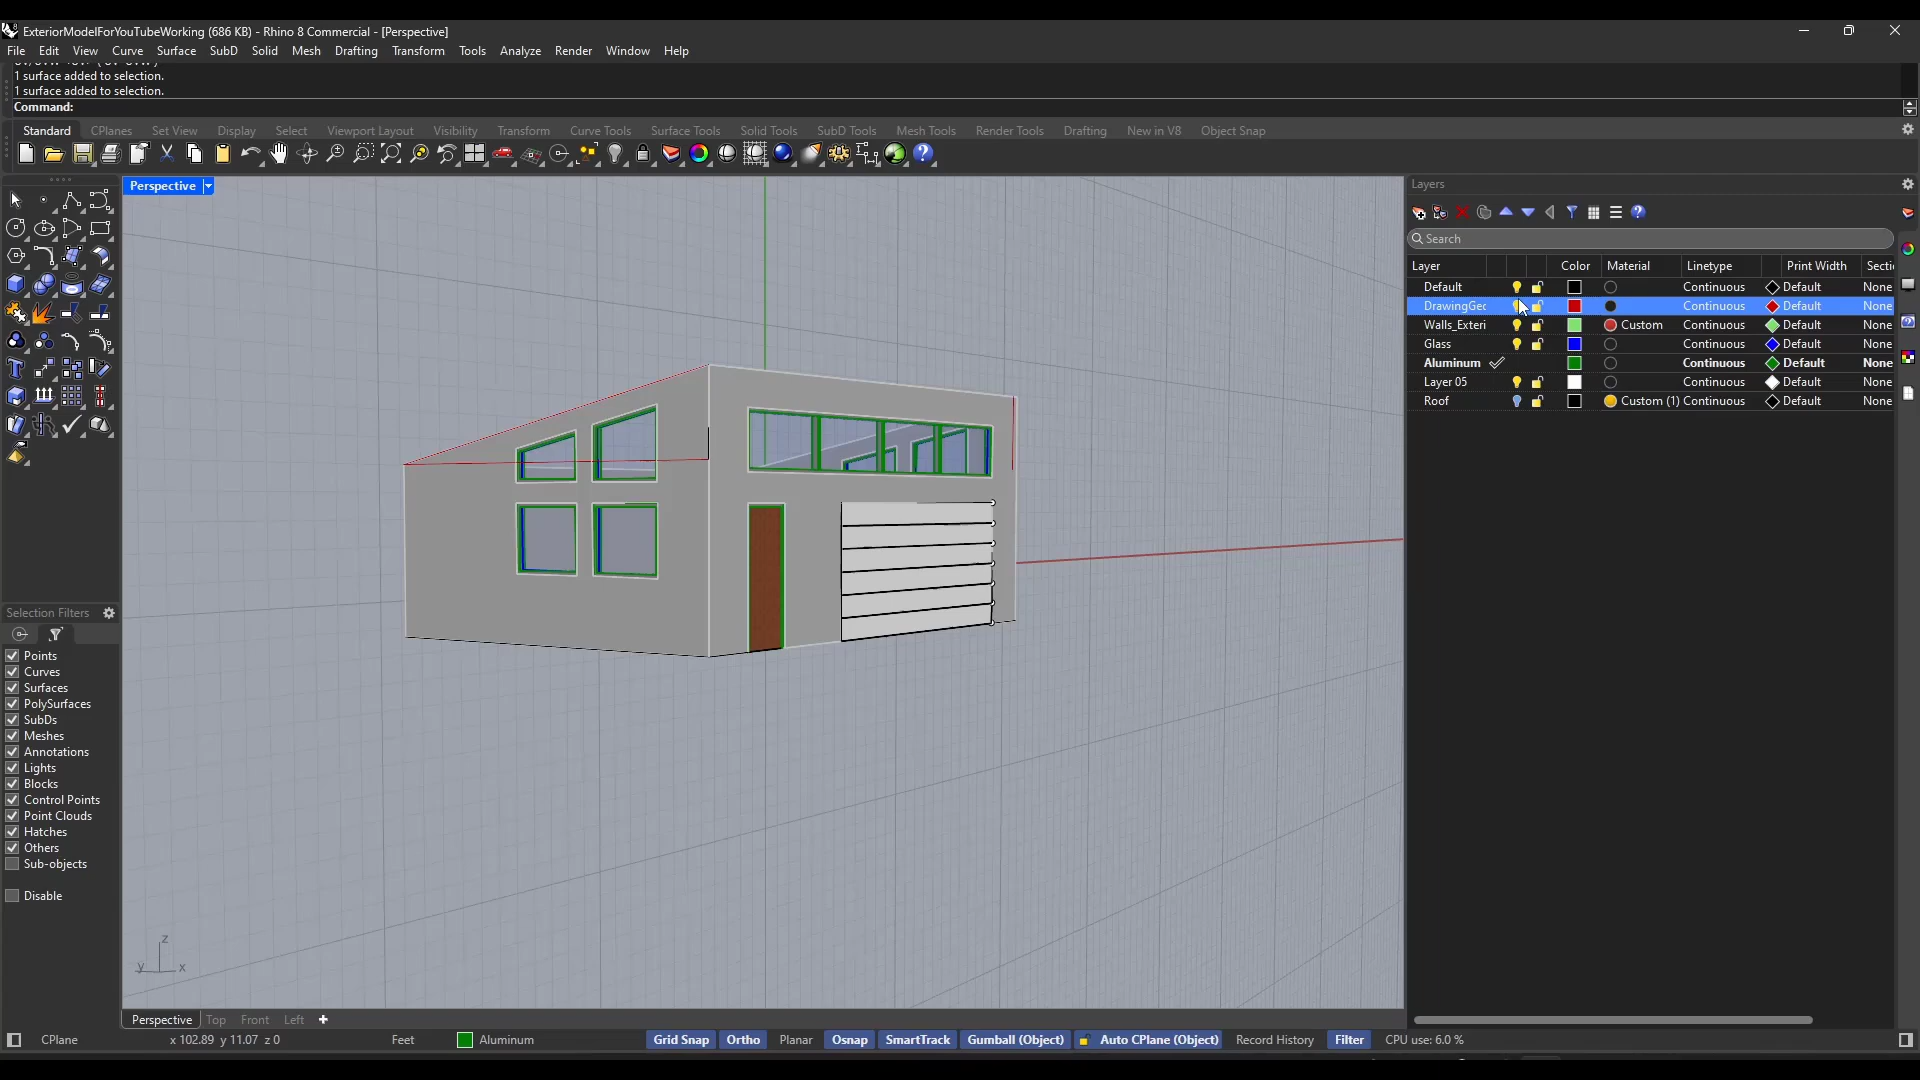 ExteriorModelForYouTubeWorking (686 KB) - Rhino 8 Commercial - [Perspective]
File Edit View Curve Surface SubD Solid Mesh Drafting Transform Tools Analyze Render Window Help
1 surface added to selection.
1 surface added to selection.
Command:
Standard CPlanes Set View Display Select Viewport Layout Visibility Transform Curve Tools Surface Tools Solid Tools SubD Tools Mesh Tools Render Tools Drafting New in V8 Object Snap
Perspective
Layers
Search
Layer Color Material Linetype Print Width Secti
Default Continuous Default None
DrawingGec Continuous Default None
Walls_Exteri Custom Continuous Default None
Glass Continuous Default None
Aluminum Continuous Default None
Layer 05 Continuous Default None
Roof Custom (1) Continuous Default None
Selection Filters
Points
Curves
Surfaces
PolySurfaces
SubDs
Meshes
Annotations
Lights
Blocks
Control Points
Point Clouds
Hatches
Others
Sub-objects
Disable
z
y x
Perspective Top Front Left
CPlane x 102.89 y 11.07 z 0 Feet Aluminum Grid Snap Ortho Planar Osnap SmartTrack Gumball (Object) Auto CPlane (Object) Record History Filter CPU use: 6.0 %